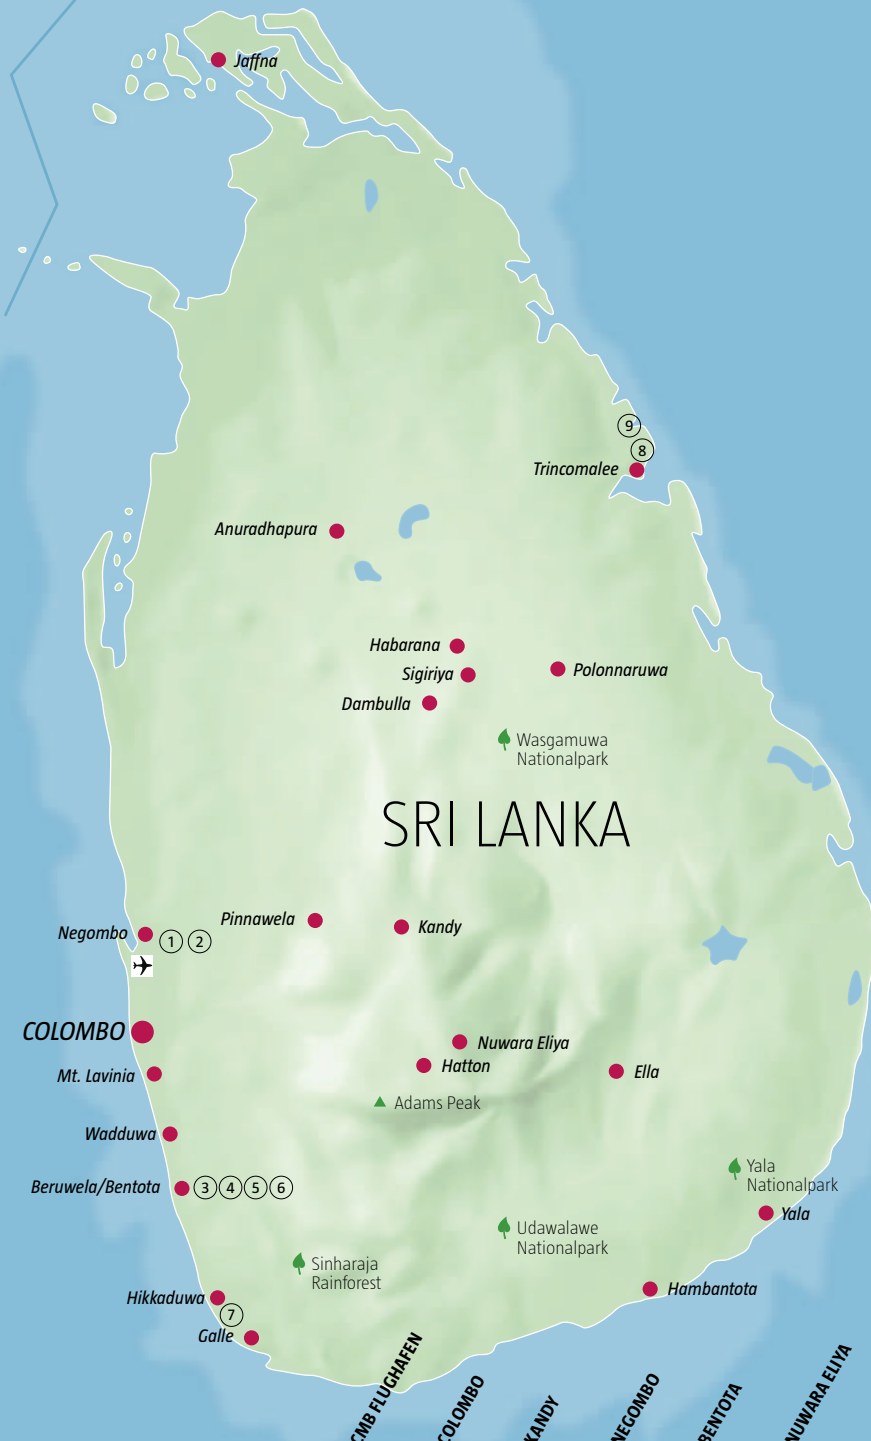 Jaffna
9
8
Trincomalee
Anuradhapura
Habarana
Sigiriya
Polonnaruwa
Dambulla
Wasgamuwa
Nationalpark
SRI LANKA
Pinnawela
Kandy
Negombo
1 2
COLOMBO
Nuwara Eliya
Hatton
Ella
Mt. Lavinia
Adams Peak
Wadduwa
Yala
Nationalpark
Beruwela/Bentota
3 4 5 6
Yala
Udawalawe
Nationalpark
Sinharaja
Rainforest
Hambantota
Hikkaduwa
7
Galle
CMB FLUGHAFEN
COLOMBO
KANDY
NEGOMBO
BENTOTA
NUWARA ELIYA